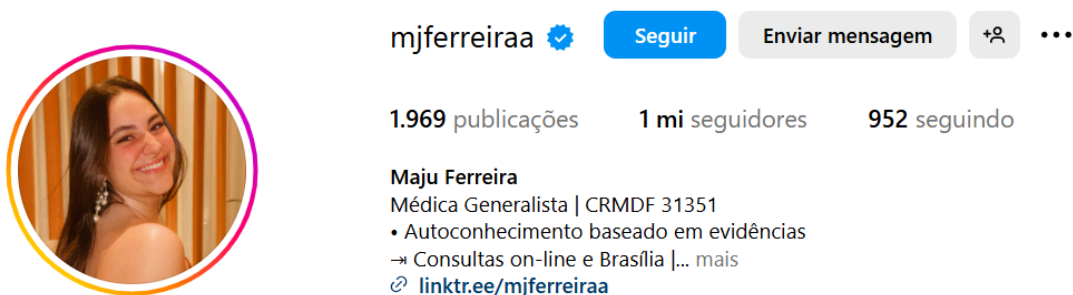 mjferreiraa Seguir Enviar mensagem
1.969 publicações 1 mi seguidores 952 seguindo
Maju Ferreira
Médica Generalista | CRMDF 31351
• Autoconhecimento baseado em evidências
⇥ Consultas on-line e Brasília |... mais
linktr.ee/mjferreiraa